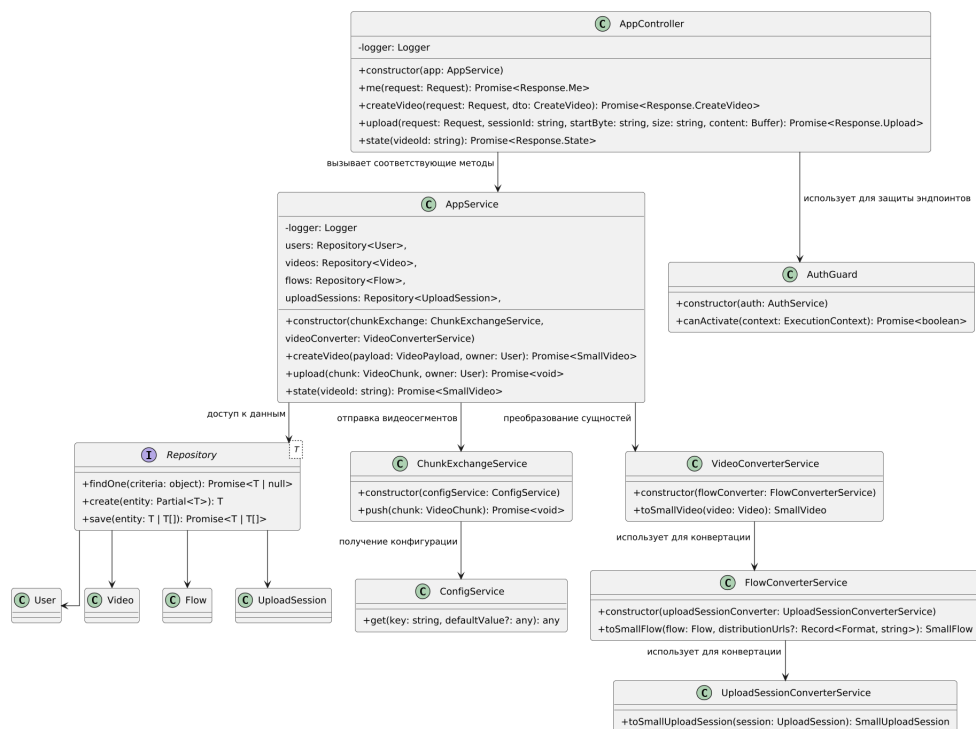 C AppController
-logger: Logger
+constructor(app: AppService)
+me(request: Request): Promise<Response.Me>
+createVideo(request: Request, dto: CreateVideo): Promise<Response.CreateVideo>
+upload(request: Request, sessionId: string, startByte: string, size: string, content: Buffer): Promise<Response.Upload>
+state(videoId: string): Promise<Response.State>
вызывает соответствующие методы
использует для защиты эндпоинтов
C AppService
-logger: Logger
users: Repository<User>,
videos: Repository<Video>,
flows: Repository<Flow>,
uploadSessions: Repository<UploadSession>,
+constructor(chunkExchange: ChunkExchangeService,
videoConverter: VideoConverterService)
+createVideo(payload: VideoPayload, owner: User): Promise<SmallVideo>
+upload(chunk: VideoChunk, owner: User): Promise<void>
+state(videoId: string): Promise<SmallVideo>
C AuthGuard
+constructor(auth: AuthService)
+canActivate(context: ExecutionContext): Promise<boolean>
доступ к данным
отправка видеосегментов
преобразование сущностей
I Repository
T
+findOne(criteria: object): Promise<T | null>
+create(entity: Partial<T>): T
+save(entity: T | T[]): Promise<T | T[]>
C ChunkExchangeService
+constructor(configService: ConfigService)
+push(chunk: VideoChunk): Promise<void>
C VideoConverterService
+constructor(flowConverter: FlowConverterService)
+toSmallVideo(video: Video): SmallVideo
получение конфигурации
использует для конвертации
C User
C Video
C Flow
C UploadSession
C ConfigService
+get(key: string, defaultValue?: any): any
C FlowConverterService
+constructor(uploadSessionConverter: UploadSessionConverterService)
+toSmallFlow(flow: Flow, distributionUrls?: Record<Format, string>): SmallFlow
использует для конвертации
C UploadSessionConverterService
+toSmallUploadSession(session: UploadSession): SmallUploadSession